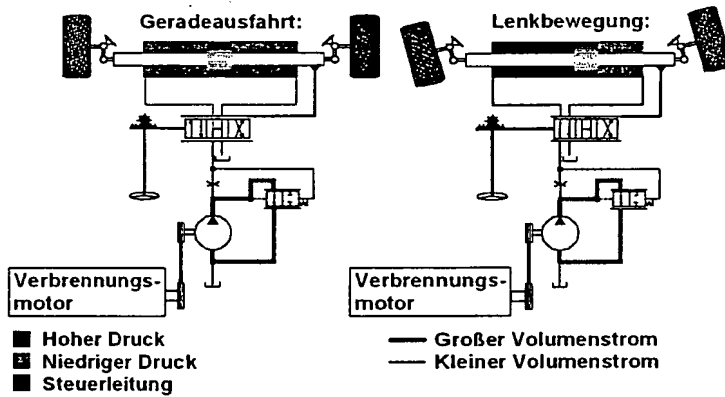 Geradeausfahrt:
Lenkbewegung:
Verbrennungs-
motor
Verbrennungs-
motor
Hoher Druck
Niedriger Druck
Steuerleitung
Großer Volumenstrom
Kleiner Volumenstrom